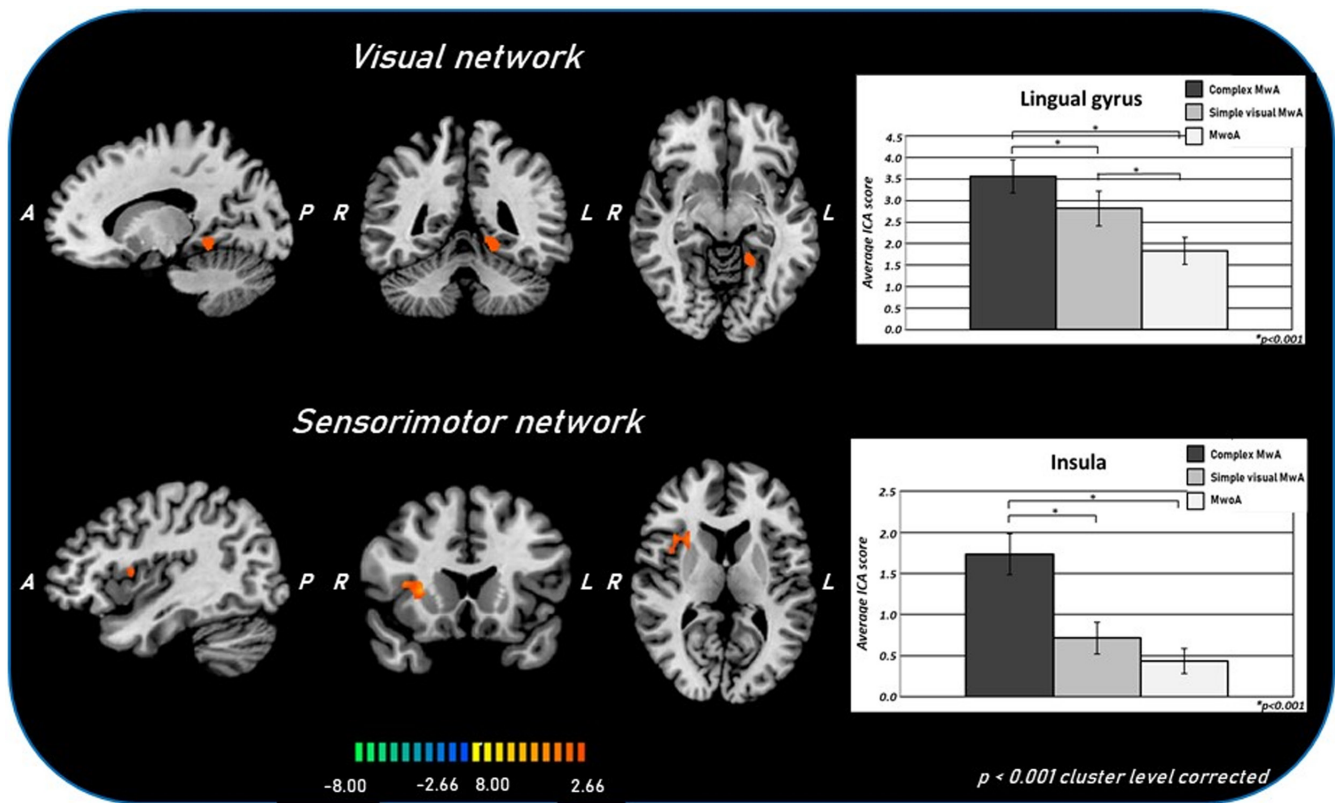 Visual network
A
P
R
L
R
L
Complex MwA
Simple visual MwA
MwoA
Lingual gyrus
*
*
*
Average ICA score
4.5
4.0
3.5
3.0
2.5
2.0
1.5
1.0
0.5
0.0
*p<0.001
Sensorimotor network
A
P
R
L
R
L
Complex MwA
Simple visual MwA
MwoA
Insula
*
*
Average ICA score
2.5
2.0
1.5
1.0
0.5
0.0
*p<0.001
-8.00 -2.66 8.00 2.66
p < 0.001 cluster level corrected